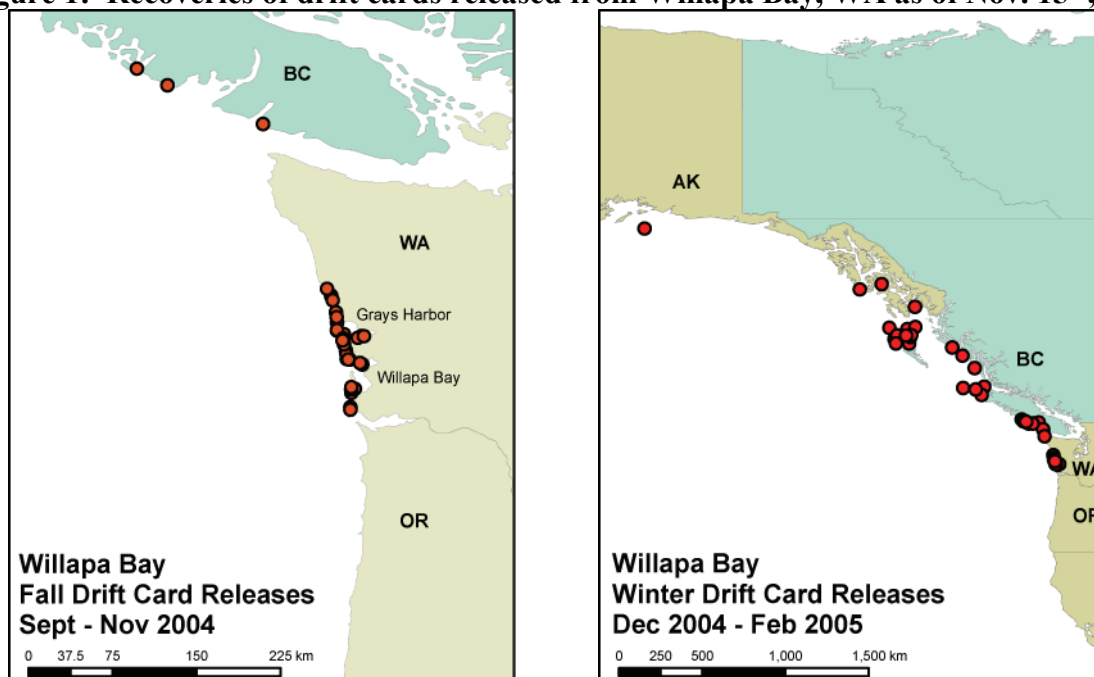 Recoveries of drift cards released from Willapa Bay, WA as of Nov.
BC
WA
Grays Harbor
Willapa Bay
OR
Willapa Bay
Fall Drift Card Releases
Sept - Nov 2004
0 37.5 75 150 225 km
AK
BC
WA
OR
Willapa Bay
Winter Drift Card Releases
Dec 2004 - Feb 2005
0 250 500 1,000 1,500 km